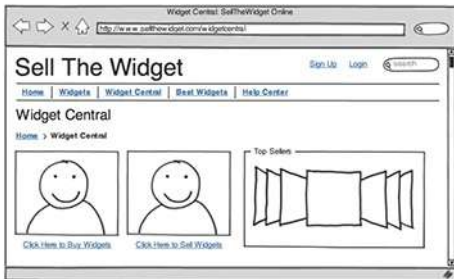 Widget Central: SellTheWidget Online
http://www.sellthewidget.com/widgetcentral
Sell The Widget
Sign Up Login search
Home Widgets Widget Central Best Widgets Help Center
Widget Central
Home > Widget Central
Top Sellers
Click Here to Buy Widgets Click Here to Sell Widgets